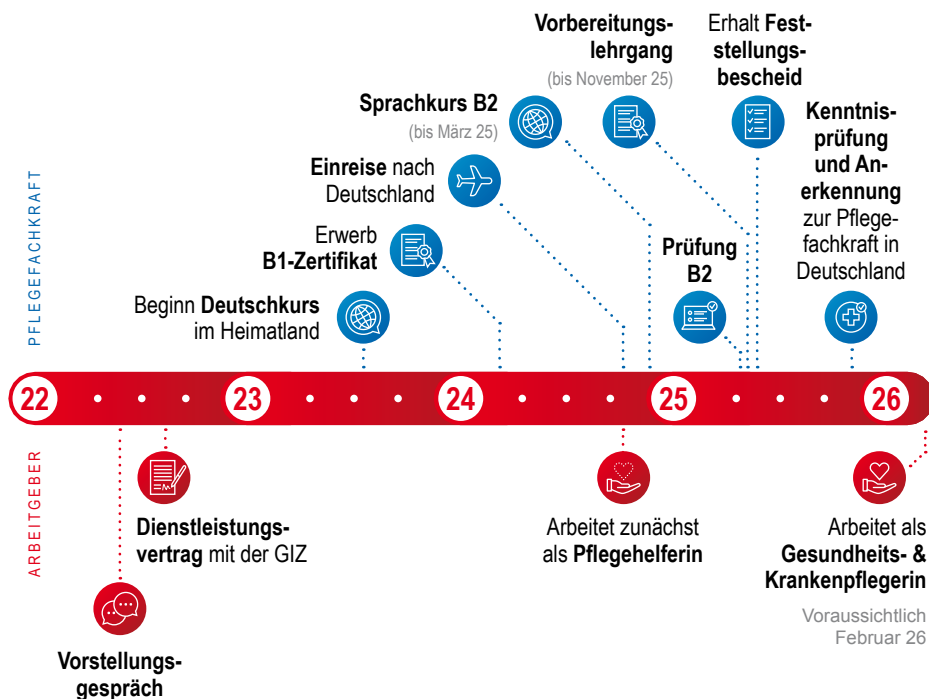 PFLEGEFACHKRAFT
Beginn Deutschkurs
im Heimatland
Erwerb
B1-Zertifikat
Einreise nach
Deutschland
Sprachkurs B2
(bis März 25)
Vorbereitungs-
lehrgang
(bis November 25)
Prüfung
B2
Erhalt Fest-
stellungs-
bescheid
Kenntnis-
prüfung
und An-
erkennung
zur Pflege-
fachkraft in
Deutschland
22
23
24
25
26
ARBEITGEBER
Vorstellungs-
gespräch
Dienstleistungs-
vertrag mit der GIZ
Arbeitet zunächst
als Pflegehelferin
Arbeitet als
Gesundheits- &
Krankenpflegerin
Voraussichtlich
Februar 26